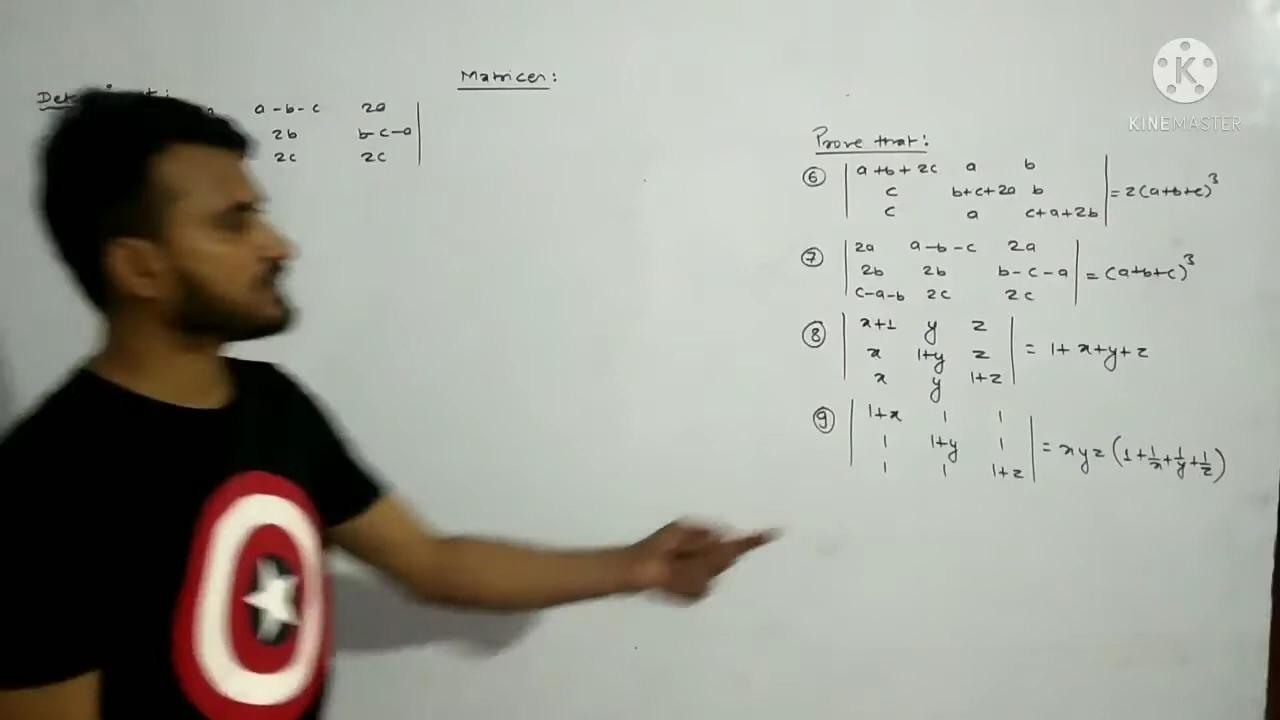 Matricen:
a-b-c 2a
2b b-c-a
2c 2c
Prove that:
⑥ | a+b+2c a b |
| c b+c+2a b | = 2(a+b+c)³
| c a c+a+2b |
⑦ | 2a a-b-c 2a |
| 2b 2b b-c-a | = (a+b+c)³
| c-a-b 2c 2c |
⑧ | x+1 y z |
| x 1+y z | = 1+x+y+z
| x y 1+z |
⑨ | 1+x 1 1 |
| 1 1+y 1 | = xyz(1+1/x+1/y+1/z)
| 1 1 1+z |
K
KINEMASTER